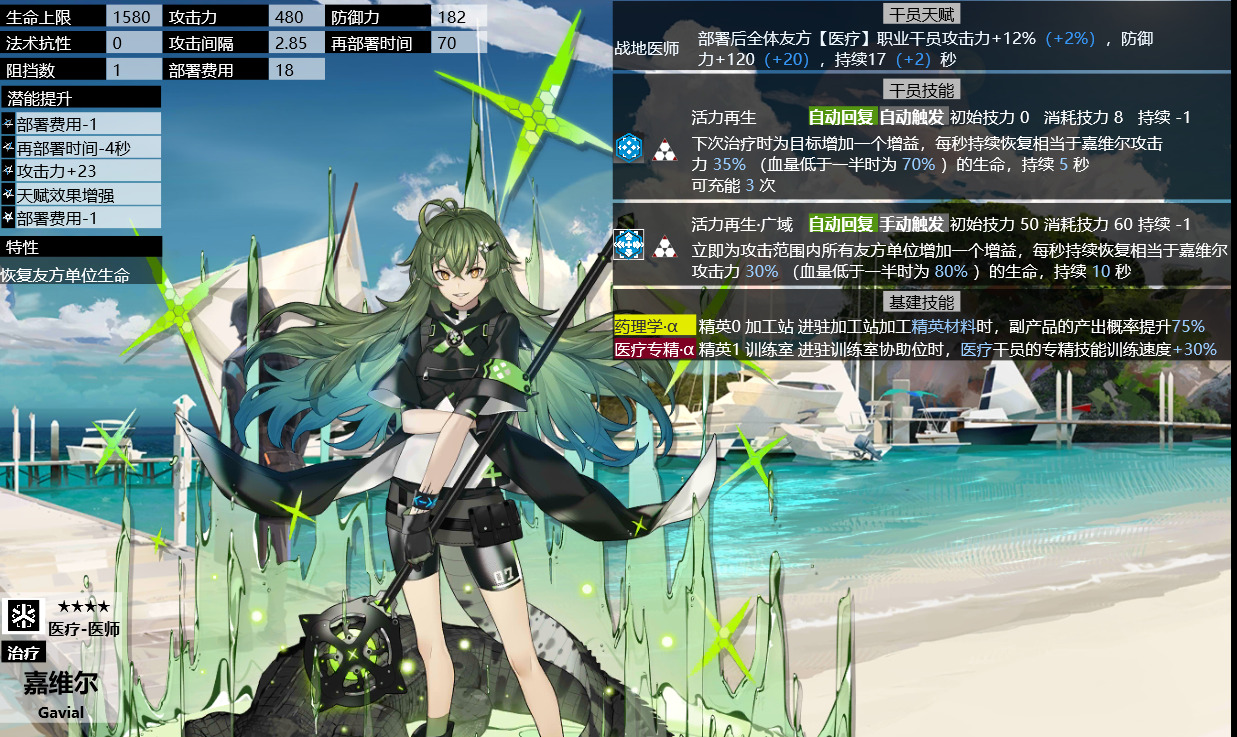 生命上限 1580 攻击力 480 防御力 182
法术抗性 0 攻击间隔 2.85 再部署时间 70
阻挡数 1 部署费用 18
潜能提升
部署费用-1
再部署时间-4秒
攻击力+23
天赋效果增强
部署费用-1
特性
恢复友方单位生命
干员天赋
战地医师 部署后全体友方【医疗】职业干员攻击力+12%（+2%），防御
力+120（+20），持续17（+2）秒
干员技能
活力再生 自动回复 自动触发 初始技力 0 消耗技力 8 持续 -1
下次治疗时为目标增加一个增益，每秒持续恢复相当于嘉维尔攻击
力 35% （血量低于一半时为 70% ）的生命，持续 5 秒
可充能 3 次
活力再生·广域 自动回复 手动触发 初始技力 50 消耗技力 60 持续 -1
立即为攻击范围内所有友方单位增加一个增益，每秒持续恢复相当于嘉维尔
攻击力 30% （血量低于一半时为 80% ）的生命，持续 10 秒
基建技能
药理学·α 精英0 加工站 进驻加工站加工精英材料时，副产品的产出概率提升75%
医疗专精·α 精英1 训练室 进驻训练室协助位时，医疗干员的专精技能训练速度+30%
07
★★★★
医疗-医师
治疗
嘉维尔
Gavial